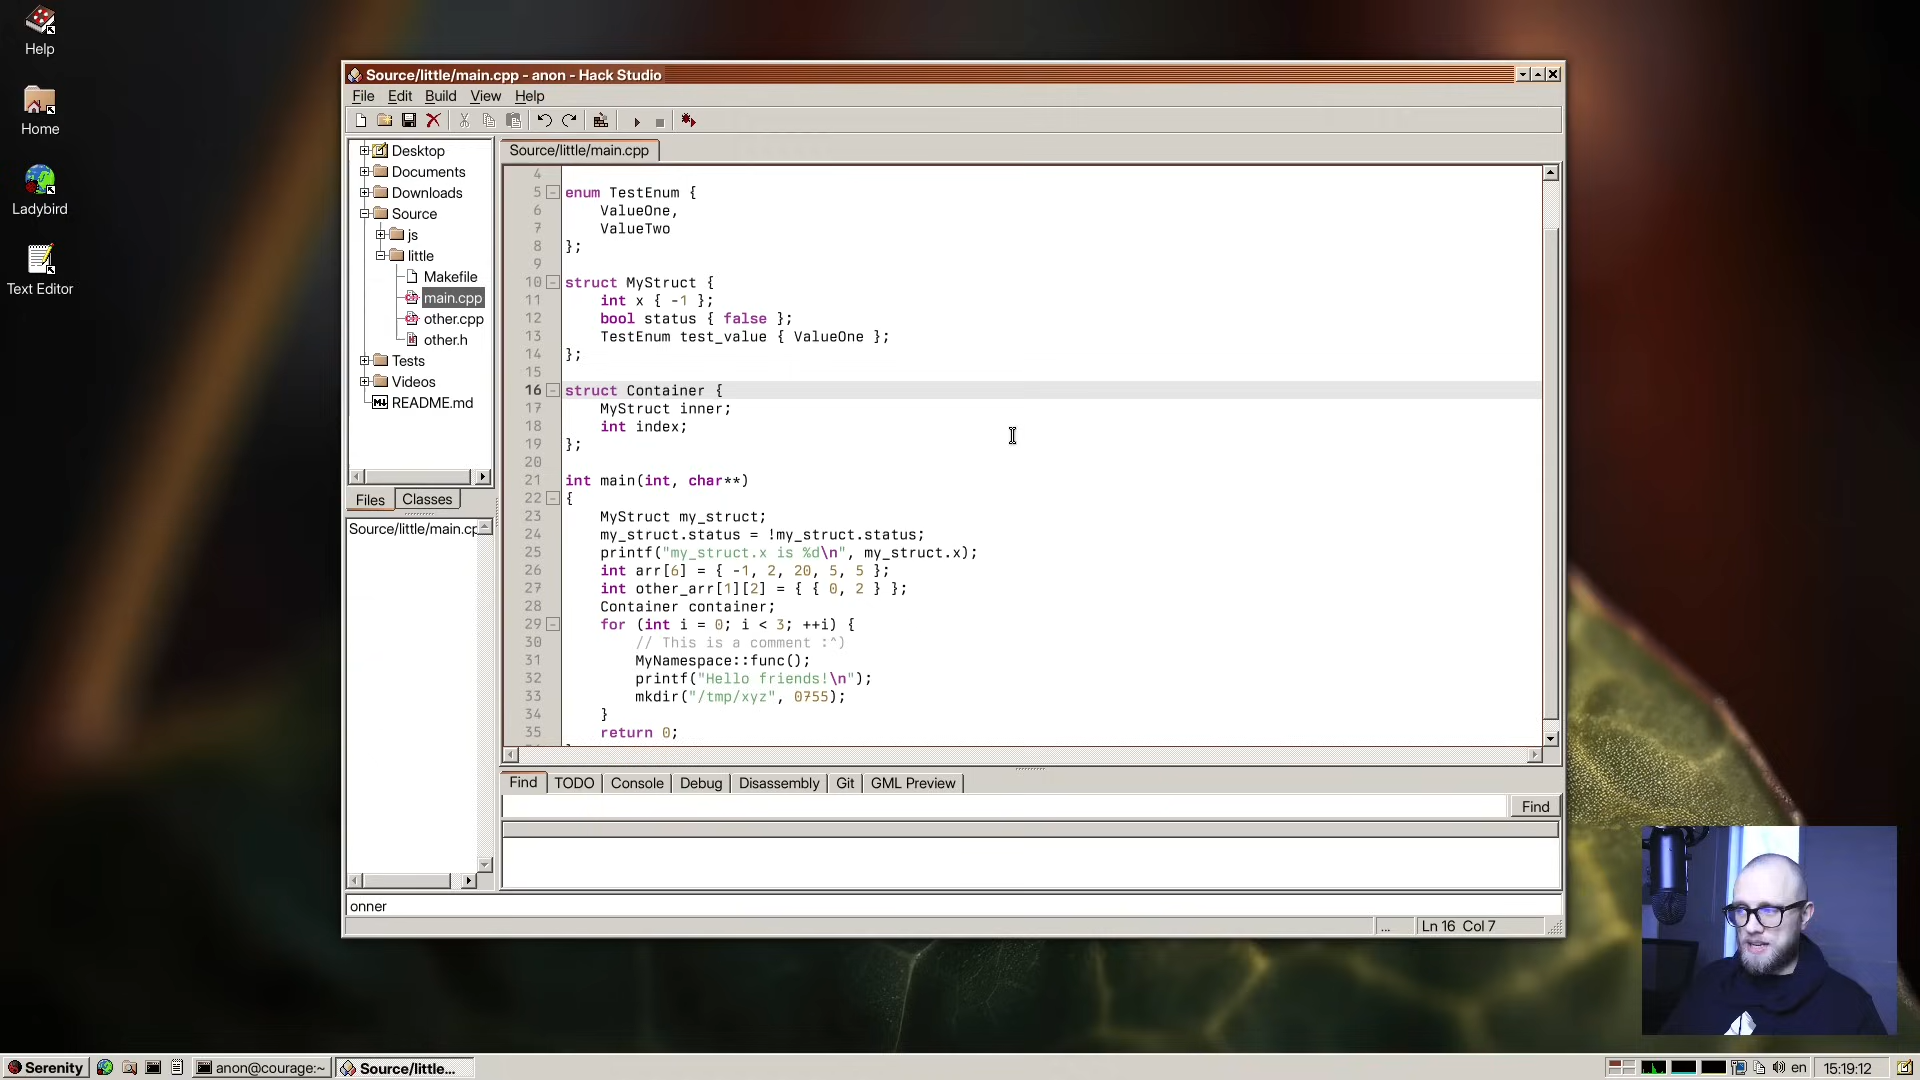 Help
Home
Ladybird
Text Editor
Source/little/main.cpp - anon - Hack Studio
File Edit Build View Help
Desktop
Documents
Downloads
Source
js
little
Makefile
main.cpp
other.cpp
other.h
Tests
Videos
README.md
Files Classes
Source/little/main.cp
Source/little/main.cpp
4
5 enum TestEnum {
6 ValueOne,
7 ValueTwo
8 };
9
10 struct MyStruct {
11 int x { -1 };
12 bool status { false };
13 TestEnum test_value { ValueOne };
14 };
15
16 struct Container {
17 MyStruct inner;
18 int index;
19 };
20
21 int main(int, char**)
22 {
23 MyStruct my_struct;
24 my_struct.status = !my_struct.status;
25 printf("my_struct.x is %d\n", my_struct.x);
26 int arr[6] = { -1, 2, 20, 5, 5 };
27 int other_arr[1][2] = { { 0, 2 } };
28 Container container;
29 for (int i = 0; i < 3; ++i) {
30 // This is a comment :^)
31 MyNamespace::func();
32 printf("Hello friends!\n");
33 mkdir("/tmp/xyz", 0755);
34 }
35 return 0;
Find TODO Console Debug Disassembly Git GML Preview
Find
onner
... Ln 16 Col 7
Serenity anon@courage:~ Source/little... en 15:19:12